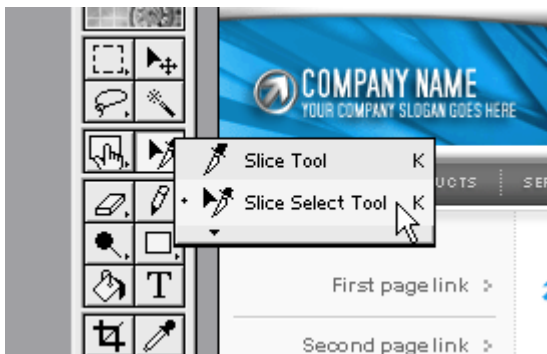 COMPANY NAME
YOUR COMPANY SLOGAN GOES HERE
Slice Tool K
UCTS
SE
Slice Select Tool K
T
First page link >
Second page link >